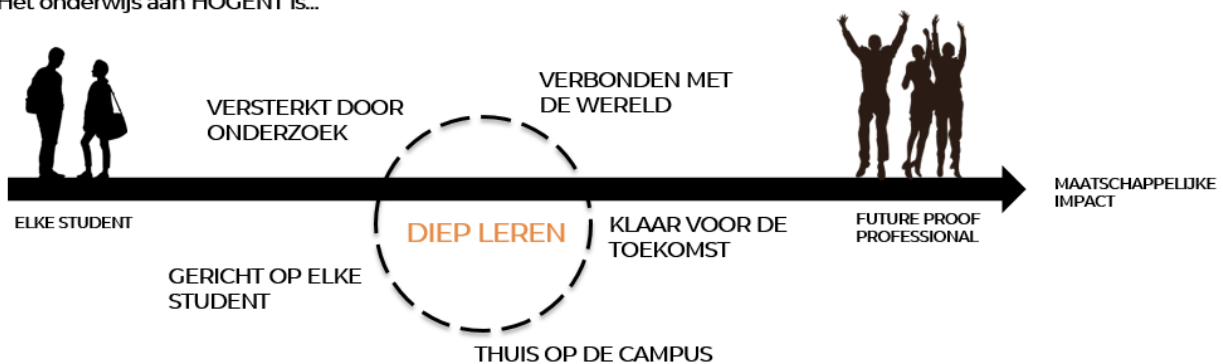 Het onderwijs aan HOGENT is...
VERSTERKT DOOR
ONDERZOEK
VERBONDEN MET
DE WERELD
MAATSCHAPPELIJKE
IMPACT
ELKE STUDENT
DIEP LEREN
KLAAR VOOR DE
TOEKOMST
FUTURE PROOF
PROFESSIONAL
GERICHT OP ELKE
STUDENT
THUIS OP DE CAMPUS